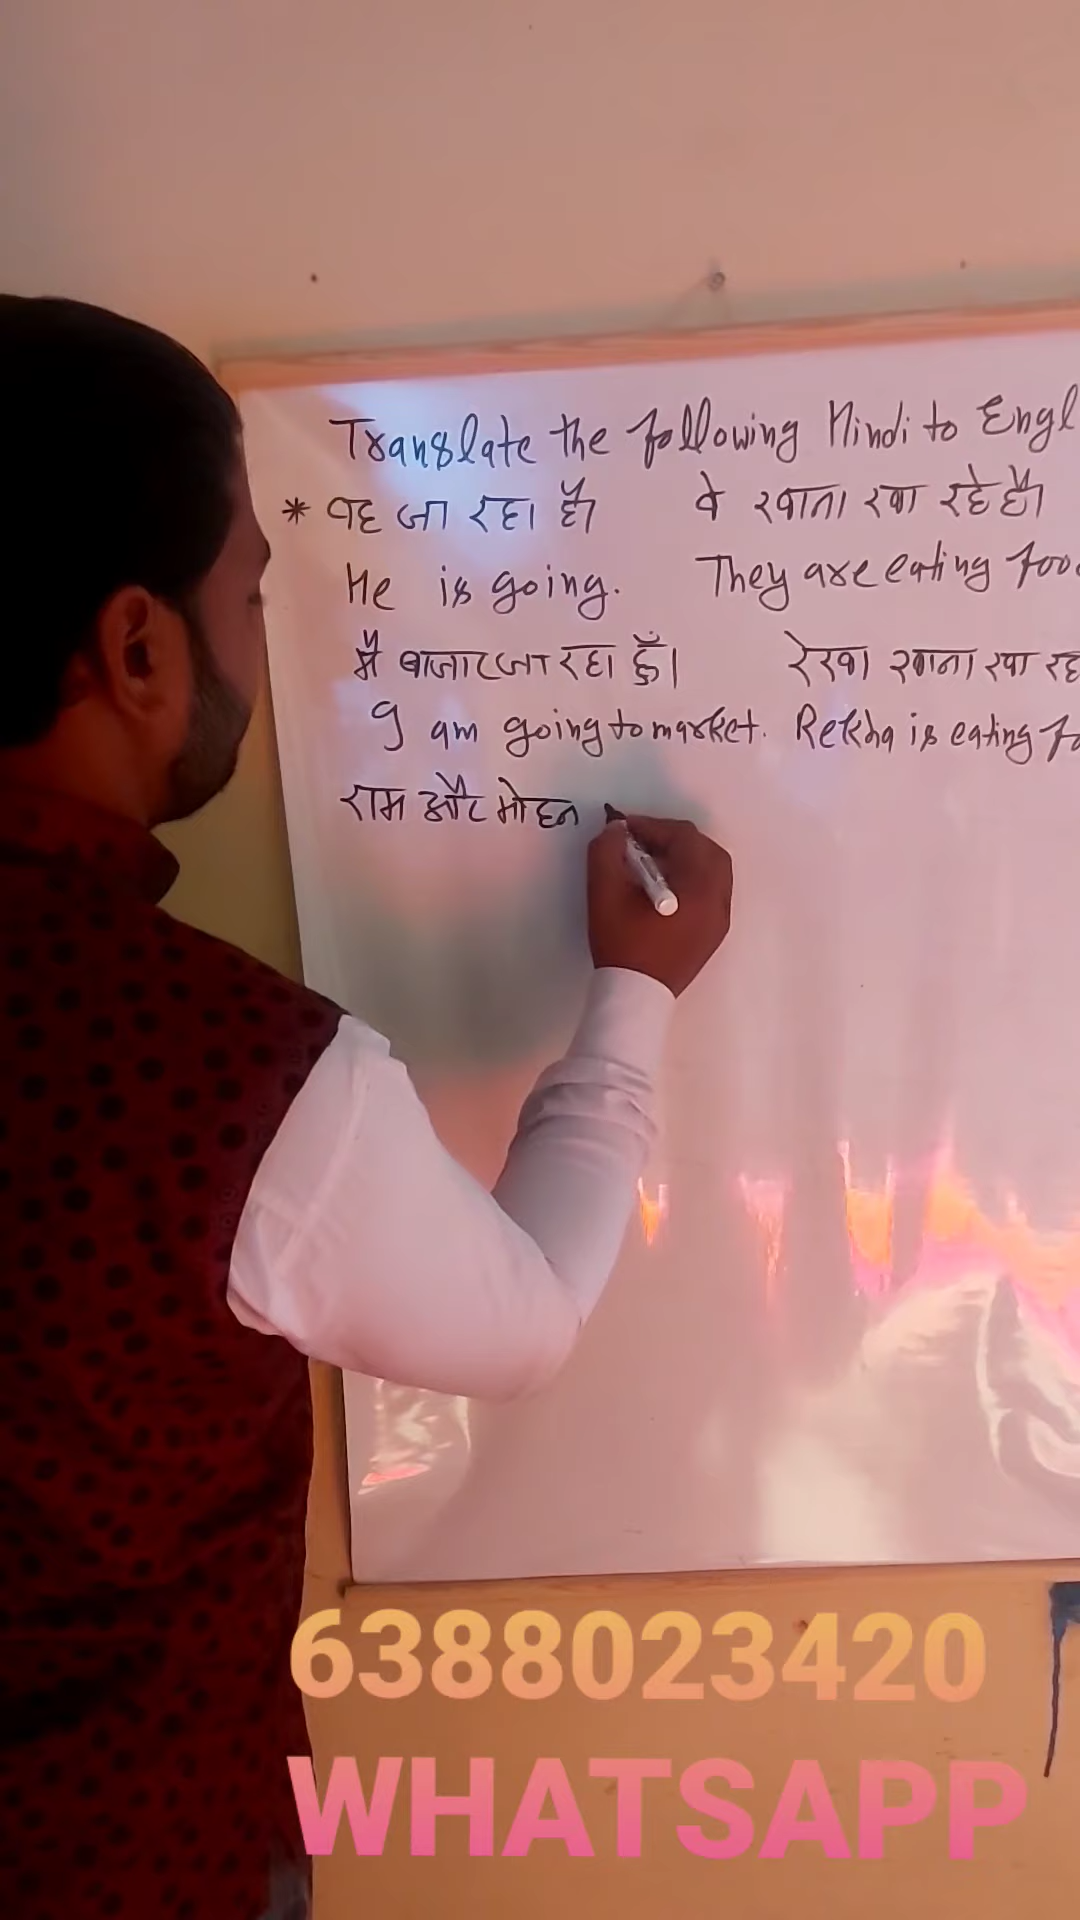 Translate the following Hindi to Engl
* वह जा रहा है। वे खाना खा रहे हैं।
He is going. They are eating foo
मैं बाजार जा रहा हूँ। रेखा खाना खा रह
I am going to market. Rekha is eating fo
राम और मोहन
6388023420
WHATSAPP